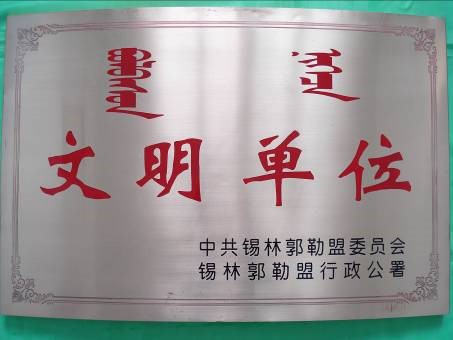 文明单位
中共锡林郭勒盟委员会
锡林郭勒盟行政公署